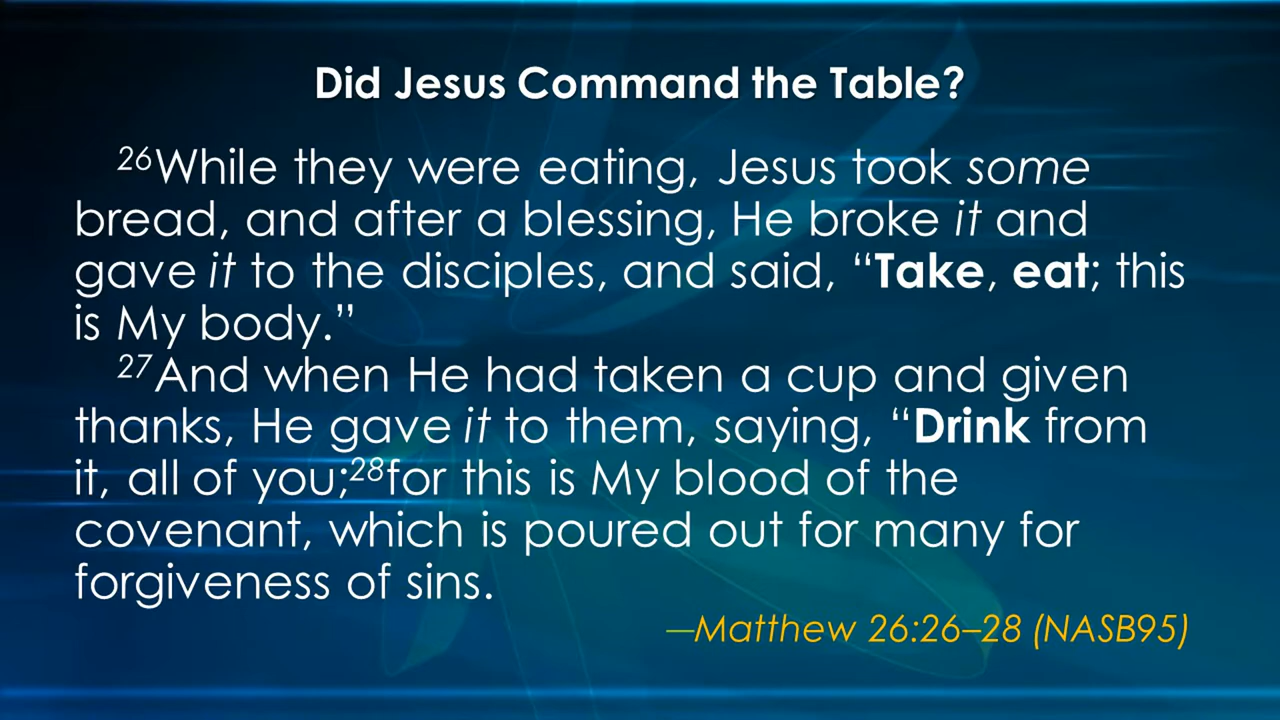 Did Jesus Command the Table?
26While they were eating, Jesus took some
bread, and after a blessing, He broke it and
gave it to the disciples, and said, “Take, eat; this
is My body.”
27And when He had taken a cup and given
thanks, He gave it to them, saying, “Drink from
it, all of you;28for this is My blood of the
covenant, which is poured out for many for
forgiveness of sins.
—Matthew 26:26–28 (NASB95)